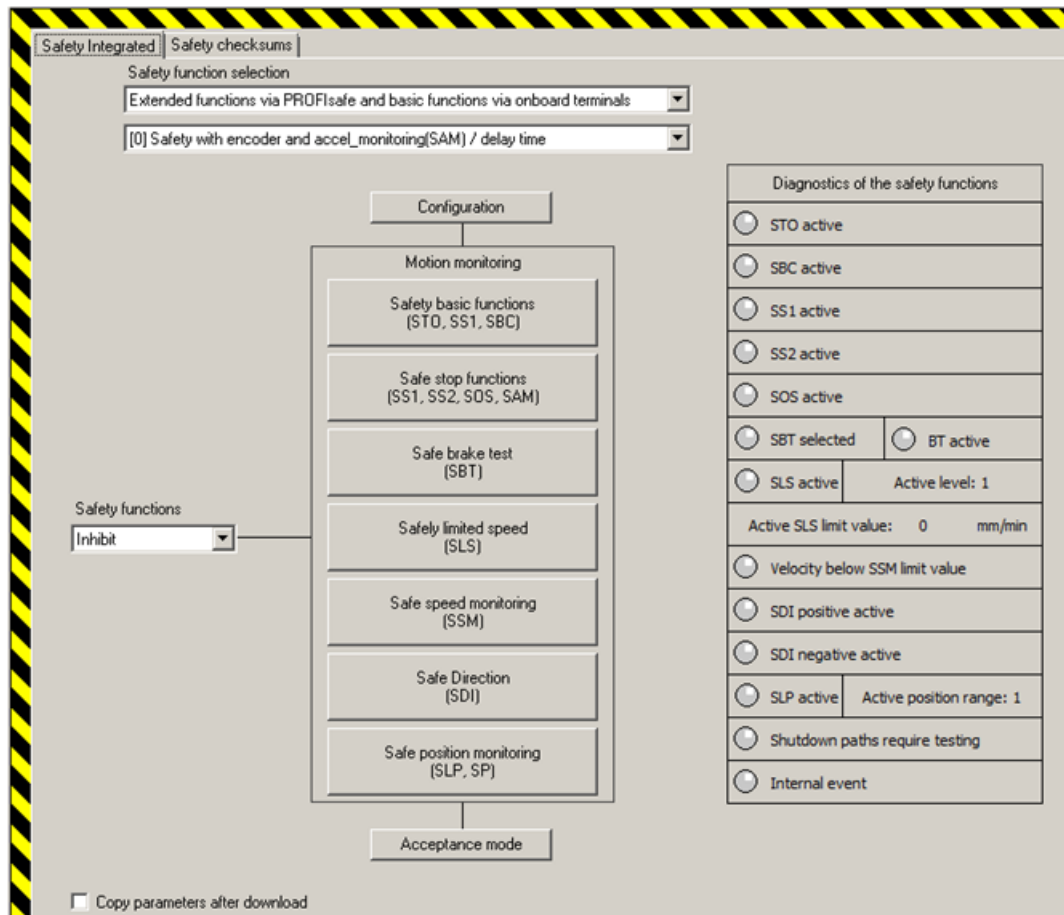 Safety Integrated
Safety checksums
Safety function selection
Extended functions via PROFIsafe and basic functions via onboard terminals
[0] Safety with encoder and accel_monitoring(SAM) / delay time
Configuration
Motion monitoring
Safety basic functions
(STO, SS1, SBC)
Safe stop functions
(SS1, SS2, SOS, SAM)
Safe brake test
(SBT)
Safety functions
Inhibit
Safely limited speed
(SLS)
Safe speed monitoring
(SSM)
Safe Direction
(SDI)
Safe position monitoring
(SLP, SP)
Acceptance mode
Copy parameters after download
Diagnostics of the safety functions
STO active
SBC active
SS1 active
SS2 active
SOS active
SBT selected
BT active
SLS active
Active level: 1
Active SLS limit value: 0 mm/min
Velocity below SSM limit value
SDI positive active
SDI negative active
SLP active
Active position range: 1
Shutdown paths require testing
Internal event